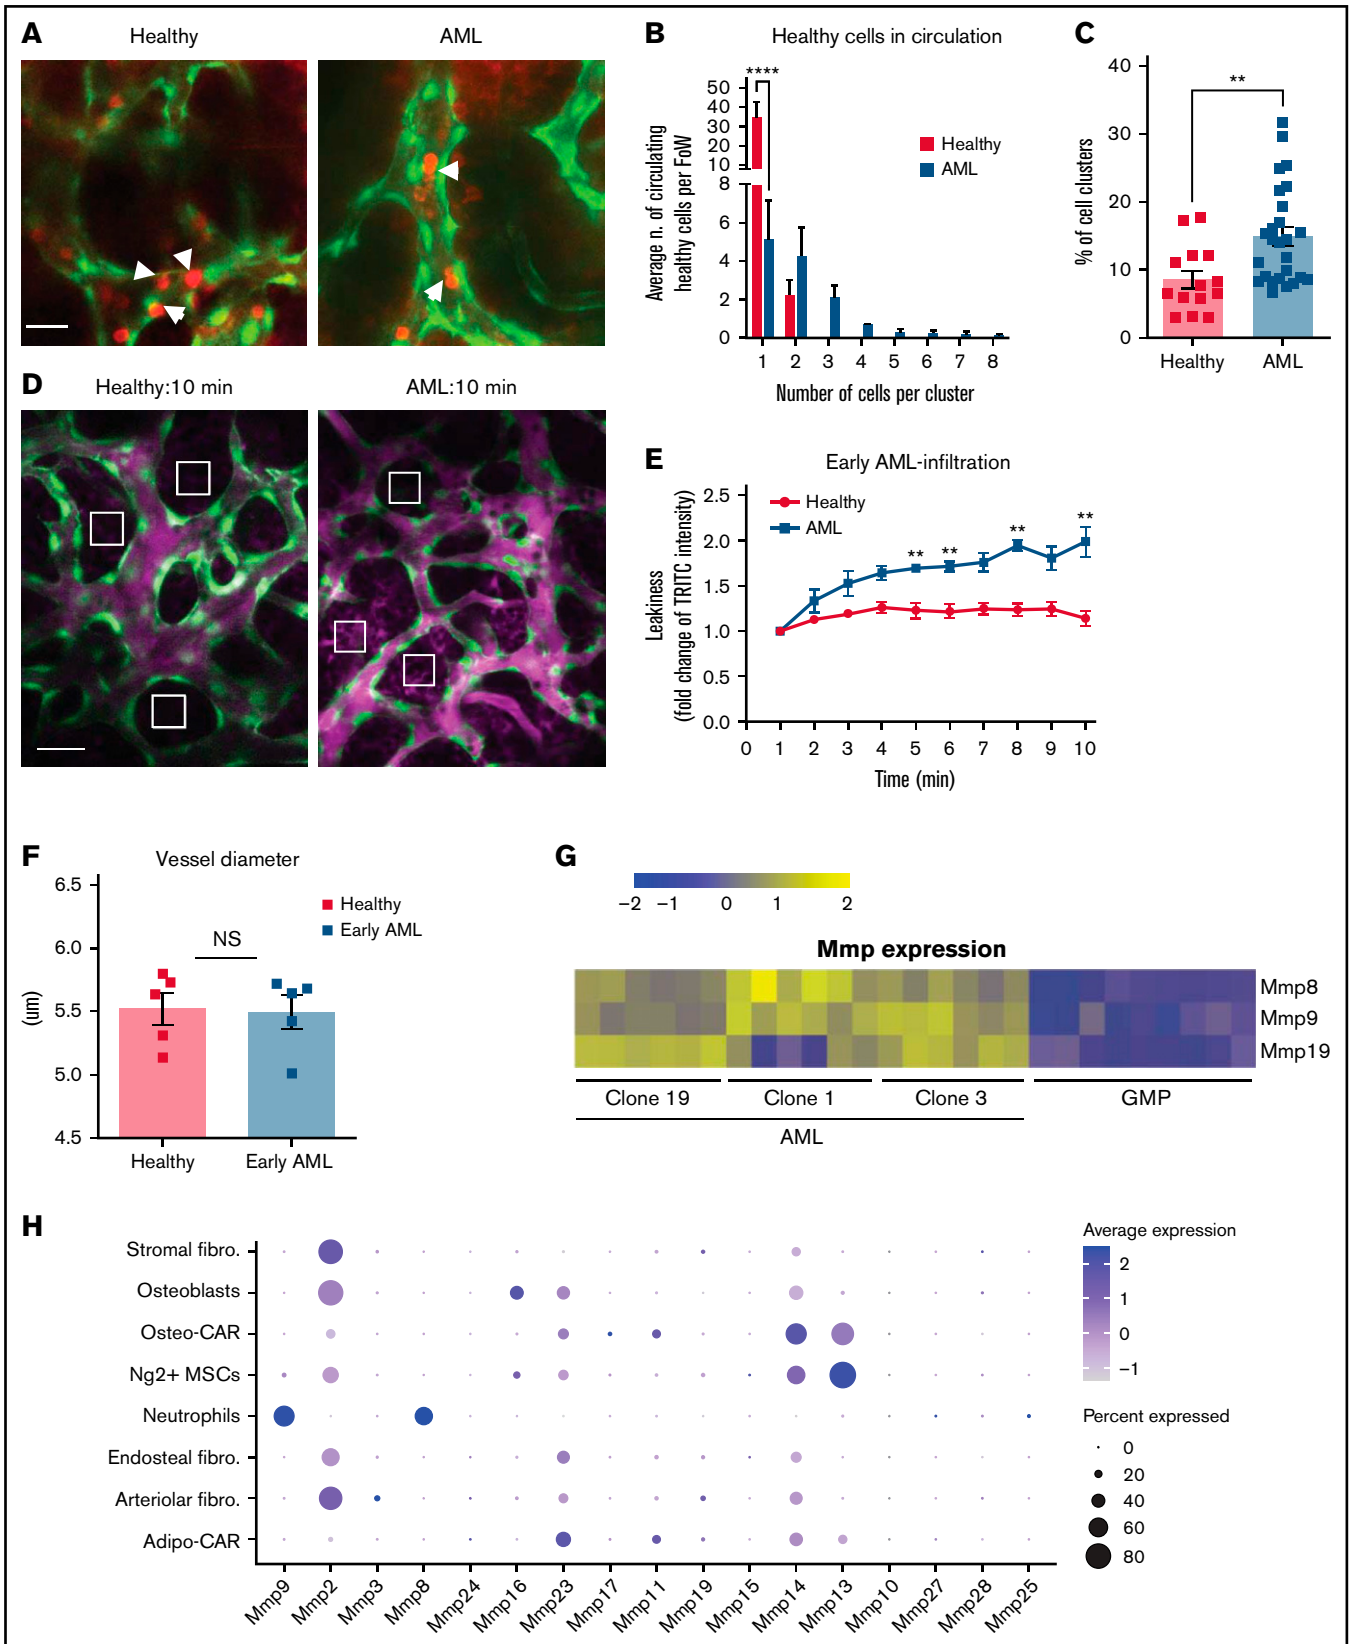 A
Healthy
AML
B
Healthy cells in circulation
Average n. of circulating
healthy cells per FoW
50
40
30
20
10
8
6
4
2
0
****
Healthy
AML
1 2 3 4 5 6 7 8
Number of cells per cluster
C
% of cell clusters
40
30
20
10
0
**
Healthy
AML
D
Healthy:10 min
AML:10 min
E
Early AML-infiltration
Leakiness
(fold change of TRITC intensity)
2.5
2.0
1.5
1.0
0.5
0.0
Healthy
AML
** ** ** **
0 1 2 3 4 5 6 7 8 9 10
Time (min)
F
Vessel diameter
(um)
6.5
6.0
5.5
5.0
4.5
NS
Healthy
Early AML
Healthy
Early AML
G
−2 −1 0 1 2
Mmp expression
Mmp8
Mmp9
Mmp19
Clone 19
Clone 1
Clone 3
GMP
AML
H
Stromal fibro.
Osteoblasts
Osteo-CAR
Ng2+ MSCs
Neutrophils
Endosteal fibro.
Arteriolar fibro.
Adipo-CAR
Mmp9
Mmp2
Mmp3
Mmp8
Mmp24
Mmp16
Mmp23
Mmp17
Mmp11
Mmp19
Mmp15
Mmp14
Mmp13
Mmp10
Mmp27
Mmp28
Mmp25
Average expression
2
1
0
−1
Percent expressed
0
20
40
60
80